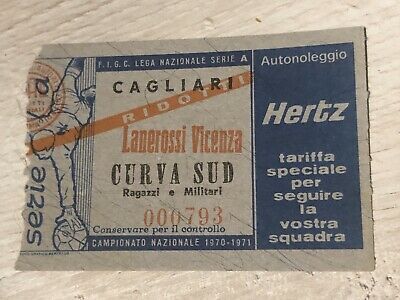 F.I.G.C. LEGA NAZIONALE SERIE A
CAGLIARI
RIDOTTI
Lanerossi Vicenza
CURVA SUD
Ragazzi e Militari
000793
Conservare per il controllo
CAMPIONATO NAZIONALE 1970-1971
serie a
Autonoleggio
Hertz
tariffa
speciale
per
seguire
la
vostra
squadra